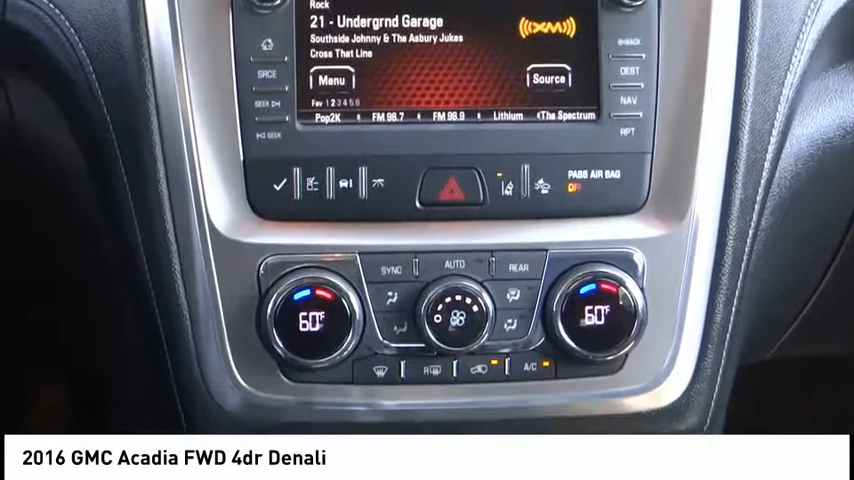 Rock
21 - Undergrnd Garage
Southside Johnny & The Asbury Jukes
Cross That Line
(XM)
Menu
Source
Fav 1 2 3 4 5 6
Pop2K FM 98.7 FM 98.9 Lithium The Spectrum
SRCE
SEEK
SEEK
BACK
DEST
NAV
RPT
PASS AIR BAG
OFF
SYNC AUTO REAR
60°F
60°F
R
A/C
2016 GMC Acadia FWD 4dr Denali